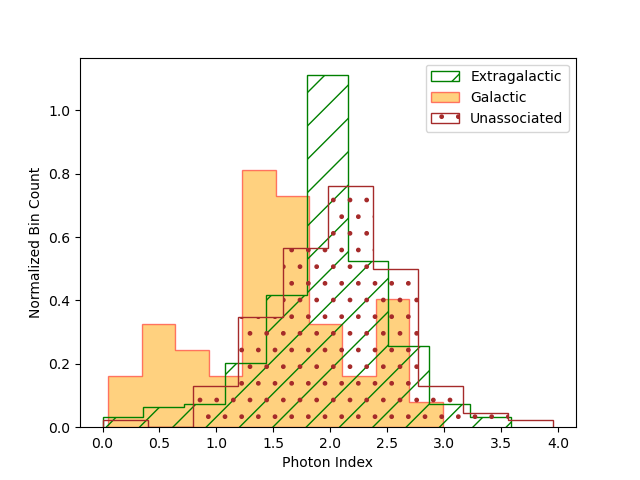 Extragalactic
Galactic
Unassociated
Normalized Bin Count
1.0
0.8
0.6
0.4
0.2
0.0
0.0 0.5 1.0 1.5 2.0 2.5 3.0 3.5 4.0
Photon Index